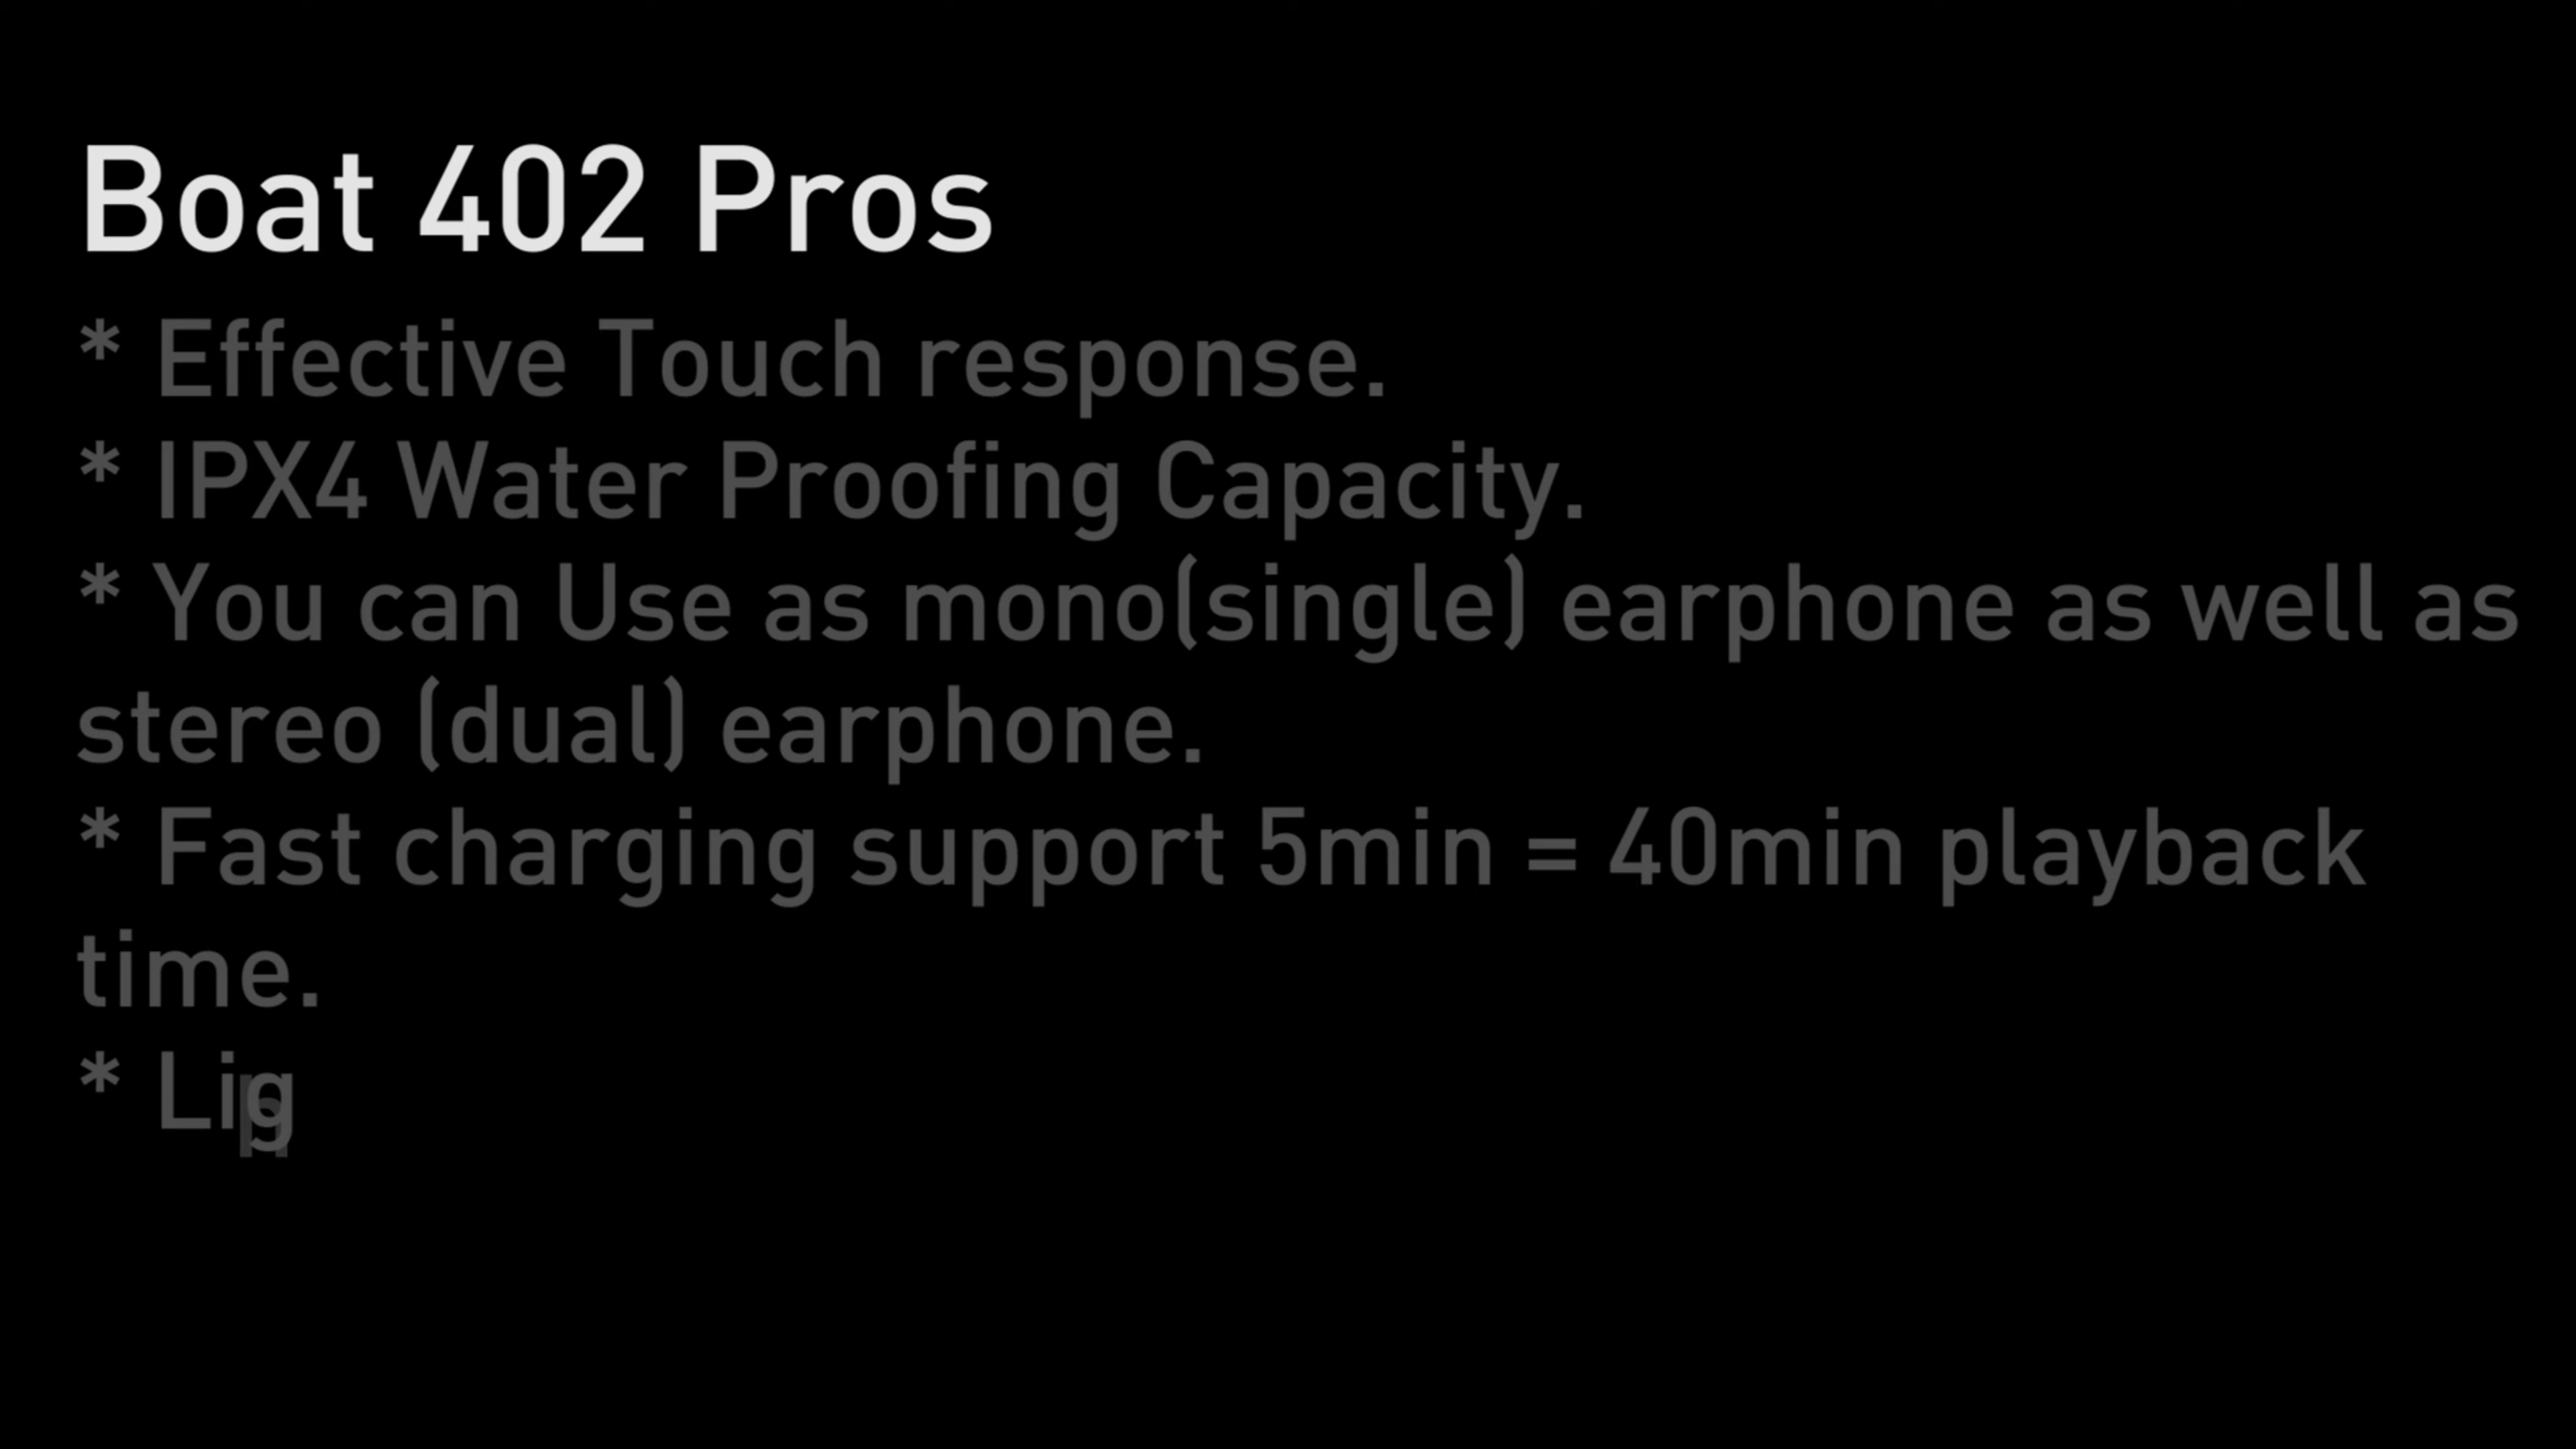 Boat 402 Pros
* Effective Touch response.
* IPX4 Water Proofing Capacity.
* You can Use as mono(single) earphone as well as
stereo (dual) earphone.
* Fast charging support 5min = 40min playback
time.
* Lig